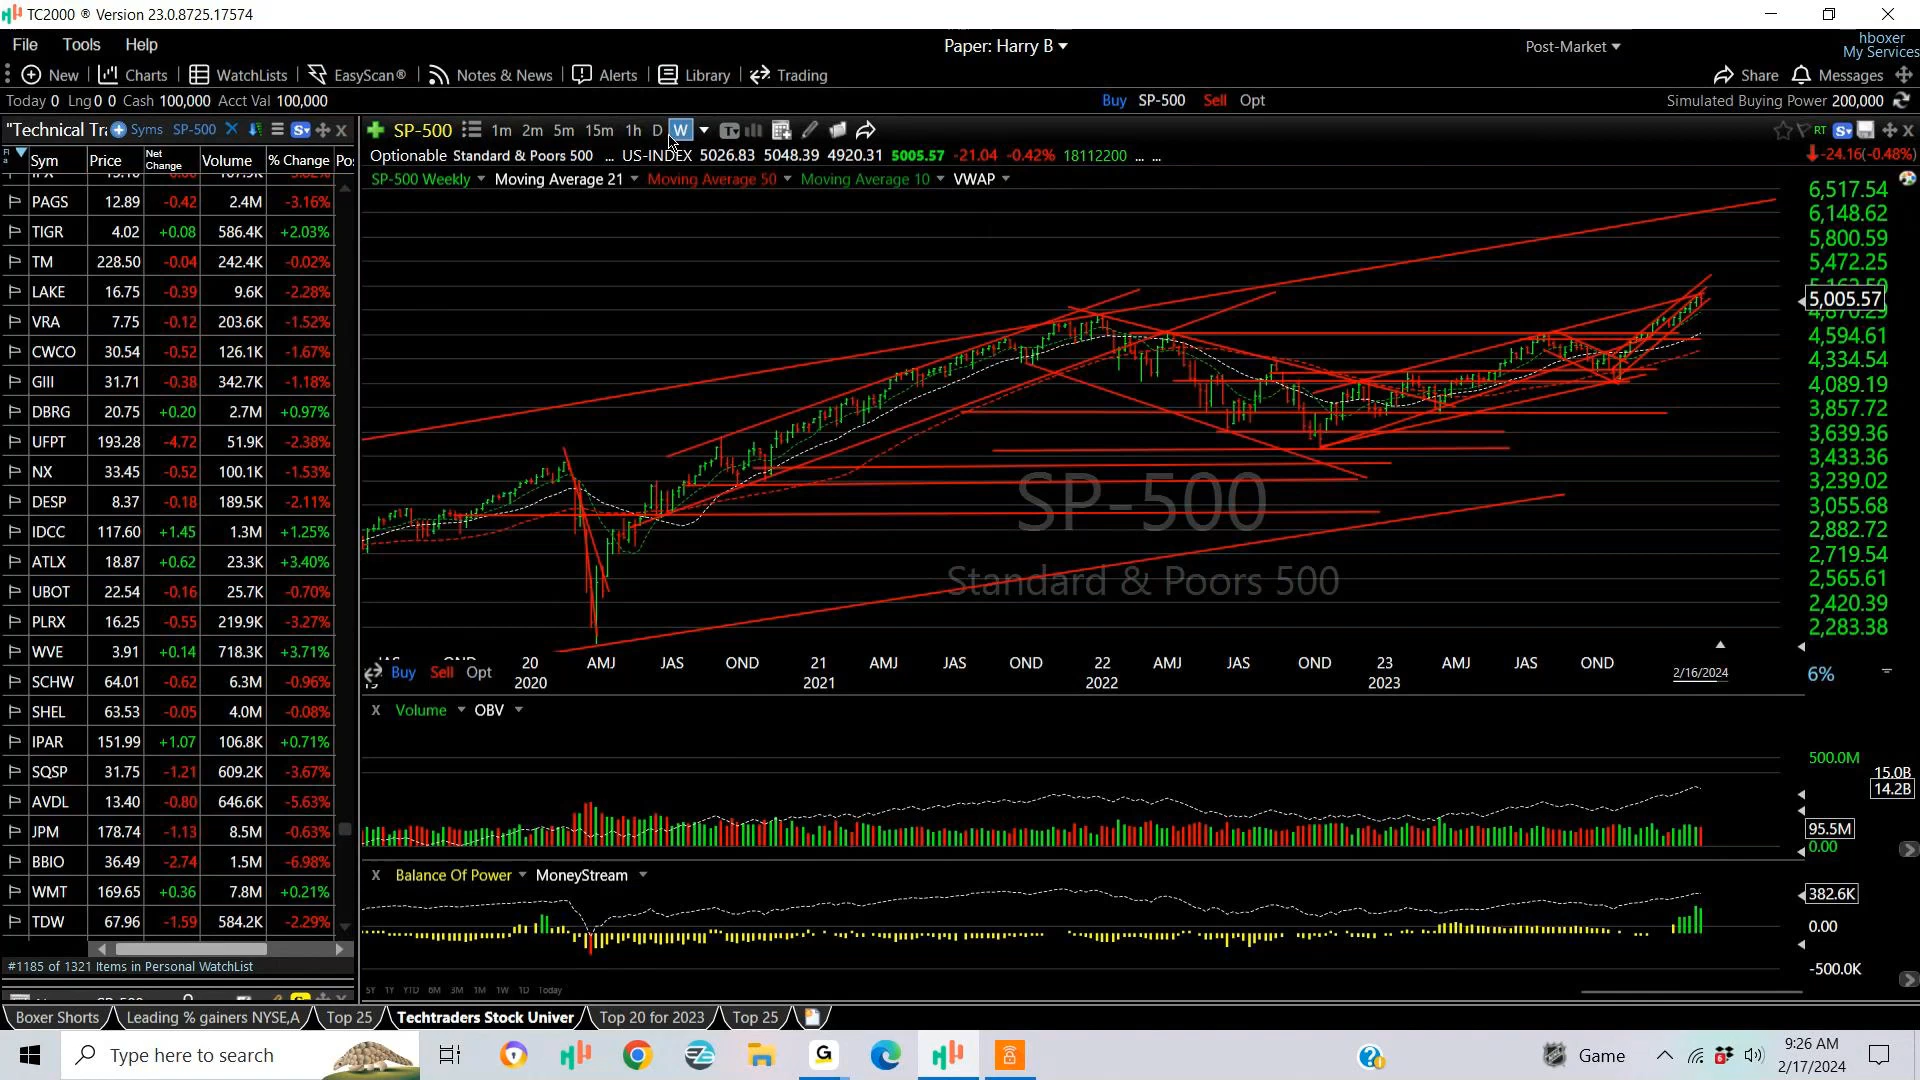 TC2000 ® Version 23.0.8725.17574
File Tools Help
Paper: Harry B
Post-Market
hboxer
My Services
New Charts WatchLists EasyScan® Notes & News Alerts Library Trading
Share Messages
Today 0 Lng 0 0 Cash 100,000 Acct Val 100,000
Buy SP-500 Sell Opt
Simulated Buying Power 200,000
"Technical Tr Syms SP-500
SP-500 1m 2m 5m 15m 1h D W
RT
Sym Price Net Change Volume % Change Po
Optionable Standard & Poors 500 ... US-INDEX 5026.83 5048.39 4920.31 5005.57 -21.04 -0.42% 18112200 ... ...
-24.16(-0.48%)
SP-500 Weekly Moving Average 21 Moving Average 50 Moving Average 10 VWAP
PAGS 12.89 -0.42 2.4M -3.16%
TIGR 4.02 +0.08 586.4K +2.03%
TM 228.50 -0.04 242.4K -0.02%
LAKE 16.75 -0.39 9.6K -2.28%
VRA 7.75 -0.12 203.6K -1.52%
CWCO 30.54 -0.52 126.1K -1.67%
GIII 31.71 -0.38 342.7K -1.18%
DBRG 20.75 +0.20 2.7M +0.97%
UFPT 193.28 -4.72 51.9K -2.38%
NX 33.45 -0.52 100.1K -1.53%
DESP 8.37 -0.18 189.5K -2.11%
IDCC 117.60 +1.45 1.3M +1.25%
ATLX 18.87 +0.62 23.3K +3.40%
UBOT 22.54 -0.16 25.7K -0.70%
PLRX 16.25 -0.55 219.9K -3.27%
WVE 3.91 +0.14 718.3K +3.71%
SCHW 64.01 -0.62 6.3M -0.96%
SHEL 63.53 -0.05 4.0M -0.08%
IPAR 151.99 +1.07 106.8K +0.71%
SQSP 31.75 -1.21 609.2K -3.67%
AVDL 13.40 -0.80 646.6K -5.63%
JPM 178.74 -1.13 8.5M -0.63%
BBIO 36.49 -2.74 1.5M -6.98%
WMT 169.65 +0.36 7.8M +0.21%
TDW 67.96 -1.59 584.2K -2.29%
#1185 of 1321 Items in Personal WatchList
6,517.54
6,148.62
5,800.59
5,472.25
5,005.57
4,594.61
4,334.54
4,089.19
3,857.72
3,639.36
3,433.36
3,239.02
3,055.68
2,882.72
2,719.54
2,565.61
2,420.39
2,283.38
SP-500
Standard & Poors 500
20 AMJ JAS OND 21 AMJ JAS OND 22 AMJ JAS OND 23 AMJ JAS OND
2020 2021 2022 2023 2/16/2024
Buy Sell Opt
6%
X Volume OBV
500.0M
15.0B
14.2B
95.5M
0.00
X Balance Of Power MoneyStream
382.6K
0.00
-500.0K
5Y 1Y YTD 6M 3M 1M 1W 1D Today
Boxer Shorts Leading % gainers NYSE,A Top 25 Techtraders Stock Univer Top 20 for 2023 Top 25
Type here to search
Game
9:26 AM
2/17/2024